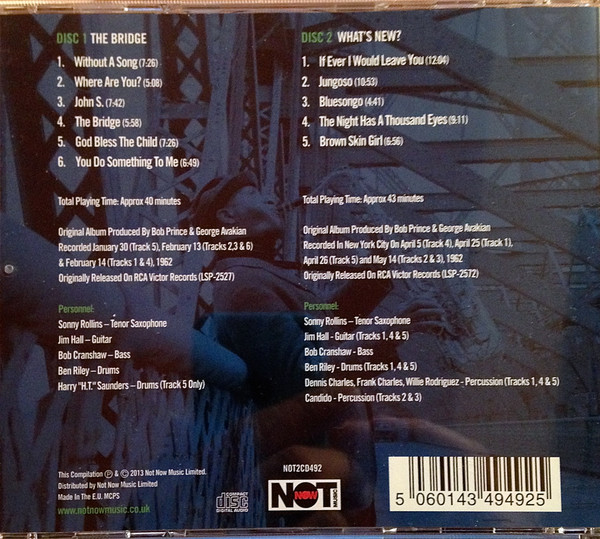 DISC 1 THE BRIDGE
1. Without A Song (7:26)
2. Where Are You? (5:08)
3. John S. (7:42)
4. The Bridge (5:58)
5. God Bless The Child (7:26)
6. You Do Something To Me (6:49)
Total Playing Time: Approx 40 minutes
Original Album Produced By Bob Prince & George Avakian
Recorded January 30 (Track 5), February 13 (Tracks 2,3 & 6)
& February 14 (Tracks 1 & 4), 1962
Originally Released On RCA Victor Records (LSP-2527)
Personnel:
Sonny Rollins – Tenor Saxophone
Jim Hall – Guitar
Bob Cranshaw – Bass
Ben Riley – Drums
Harry "H.T." Saunders – Drums (Track 5 Only)
DISC 2 WHAT'S NEW?
1. If Ever I Would Leave You (12:04)
2. Jungoso (10:53)
3. Bluesongo (4:41)
4. The Night Has A Thousand Eyes (9:11)
5. Brown Skin Girl (6:56)
Total Playing Time: Approx 43 minutes
Original Album Produced By Bob Prince & George Avakian
Recorded In New York City On April 5 (Track 4), April 25 (Track 1),
April 26 (Track 5) and May 14 (Tracks 2 & 3), 1962
Originally Released On RCA Victor Records (LSP-2572)
Personnel:
Sonny Rollins – Tenor Saxophone
Jim Hall - Guitar (Tracks 1, 4 & 5)
Bob Cranshaw - Bass
Ben Riley - Drums (Tracks 1, 4 & 5)
Dennis Charles, Frank Charles, Willie Rodriguez - Percussion (Tracks 1, 4 & 5)
Candido - Percussion (Tracks 2 & 3)
This Compilation ℗ & © 2013 Not Now Music Limited.
Distributed by Not Now Music Limited
Made In The E.U. MCPS
www.notnowmusic.co.uk
COMPACT
disc
DIGITAL AUDIO
NOT2CD492
NOT NOW MUSIC
5 060143 494925